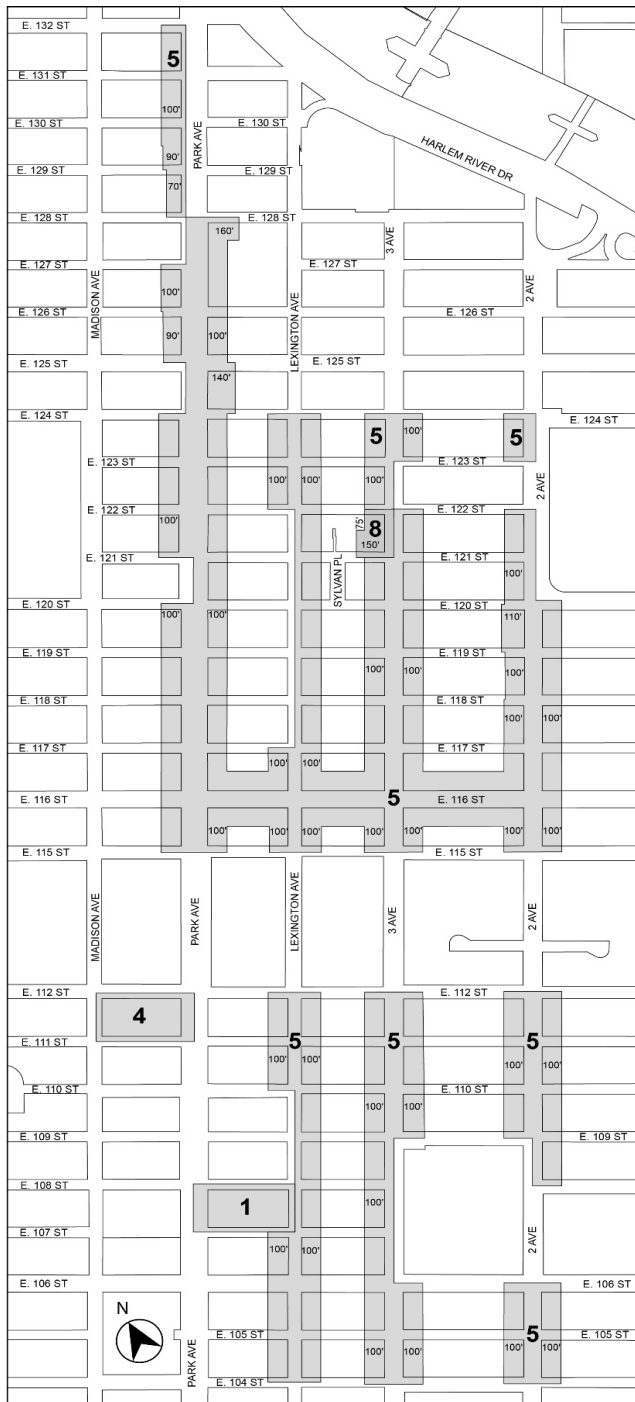 E. 132 ST
5
E. 131 ST
100'
E. 130 ST
E. 130 ST
PARK AVE
HARLEM RIVER DR
90'
E. 129 ST
E. 129 ST
70'
E. 128 ST
E. 128 ST
160'
3 AVE
E. 127 ST
E. 127 ST
MADISON AVE
100'
LEXINGTON AVE
2 AVE
E. 126 ST
E. 126 ST
90'
100'
E. 125 ST
E. 125 ST
140'
E. 124 ST
E. 124 ST
5
100'
5
E. 123 ST
E. 123 ST
100'
100'
100'
2 AVE
E. 122 ST
E. 122 ST
100'
75'
8
150'
E. 121 ST
E. 121 ST
SYLVAN PL
100'
E. 120 ST
E. 120 ST
100'
100'
110'
E. 119 ST
E. 119 ST
100'
100'
100'
E. 118 ST
E. 118 ST
100'
100'
E. 117 ST
E. 117 ST
100'
100'
E. 116 ST
5
E. 116 ST
100'
100'
100'
100'
100'
100'
100'
E. 115 ST
E. 115 ST
MADISON AVE
PARK AVE
LEXINGTON AVE
3 AVE
2 AVE
E. 112 ST
E. 112 ST
4
E. 111 ST
5
5
5
100'
100'
100'
100'
E. 110 ST
E. 110 ST
100'
100'
E. 109 ST
E. 109 ST
E. 108 ST
1
100'
E. 107 ST
100'
100'
2 AVE
E. 106 ST
E. 106 ST
N
5
E. 105 ST
E. 105 ST
PARK AVE
100'
100'
100'
100'
E. 104 ST